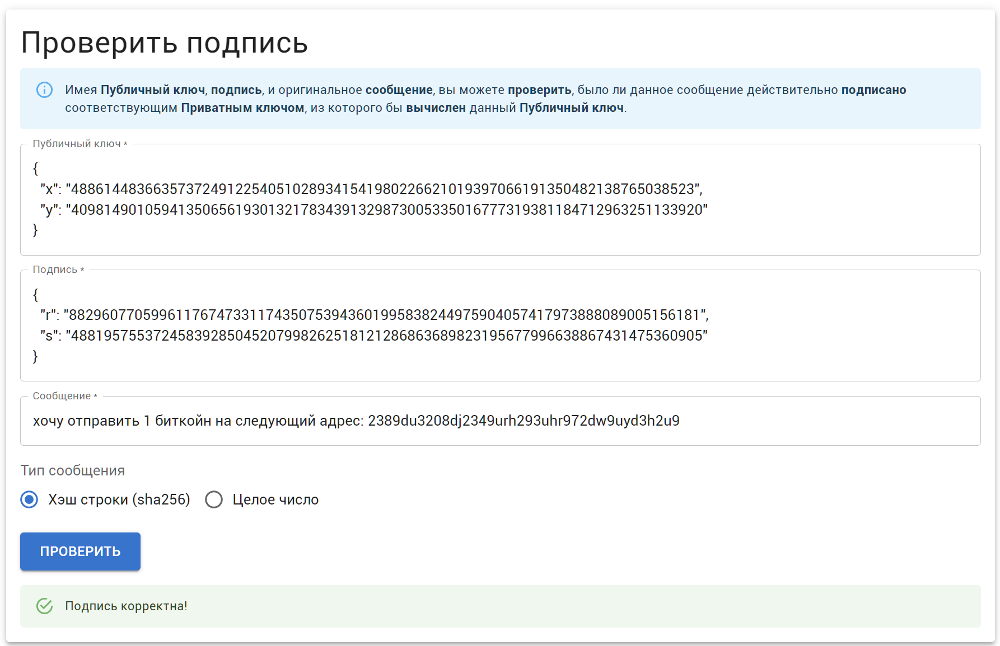 Проверить подпись
Имея Публичный ключ, подпись, и оригинальное сообщение, вы можете проверить, было ли данное сообщение действительно подписано
соответствующим Приватным ключом, из которого бы вычислен данный Публичный ключ.
Публичный ключ *
{
"x": "4886144836635737249122540510289341541980226621019397066191350482138765038523",
"y": "40981490105941350656193013217834391329873005335016777319381184712963251133920"
}
Подпись *
{
"r": "88296077059961176747331174350753943601995838244975904057417973888089005156181",
"s": "48819575537245839285045207998262518121286863689823195677996638867431475360905"
}
Сообщение *
хочу отправить 1 биткойн на следующий адрес: 2389du3208dj2349urh293uhr972dw9uyd3h2u9
Тип сообщения
Хэш строки (sha256) Целое число
ПРОВЕРИТЬ
Подпись корректна!